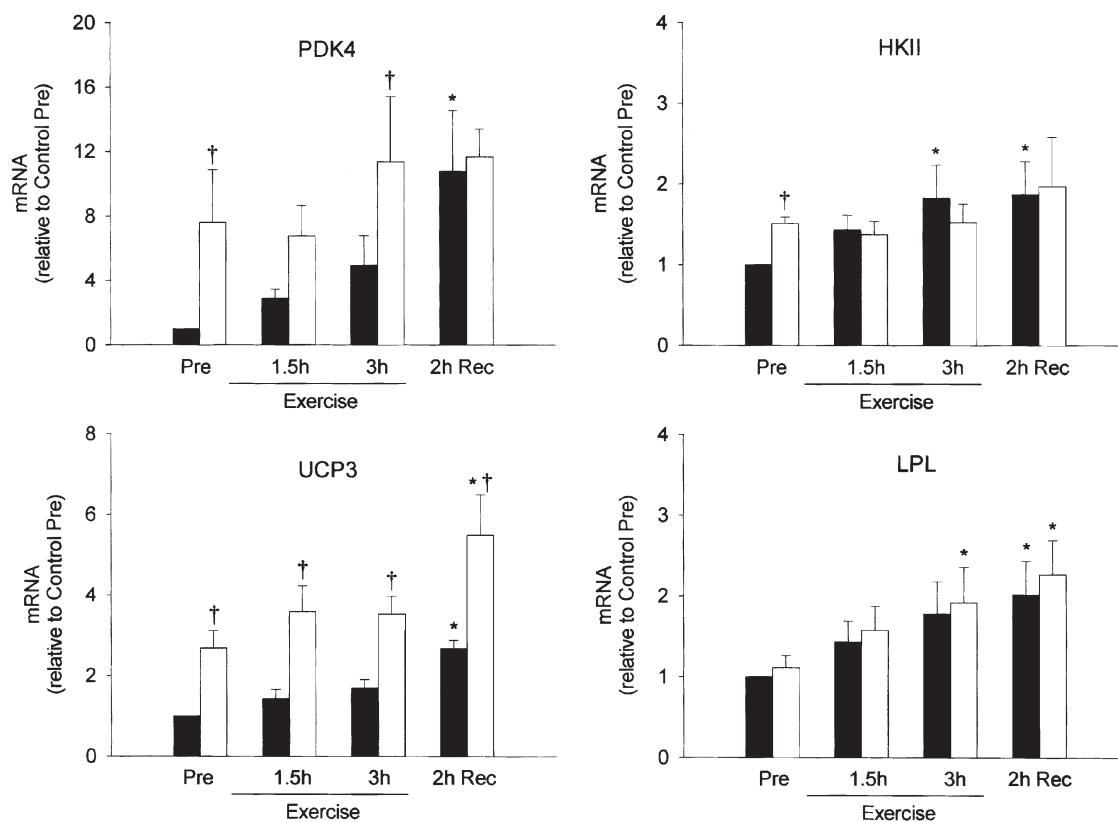 PDK4
mRNA
(relative to Control Pre)
20
16
12
8
4
0
†
†
*
Pre
1.5h
3h
2h Rec
Exercise
HKII
mRNA
(relative to Control Pre)
4
3
2
1
0
†
*
*
Pre
1.5h
3h
2h Rec
Exercise
UCP3
mRNA
(relative to Control Pre)
8
6
4
2
0
†
†
†
*
* †
Pre
1.5h
3h
2h Rec
Exercise
LPL
mRNA
(relative to Control Pre)
4
3
2
1
0
*
*
*
Pre
1.5h
3h
2h Rec
Exercise